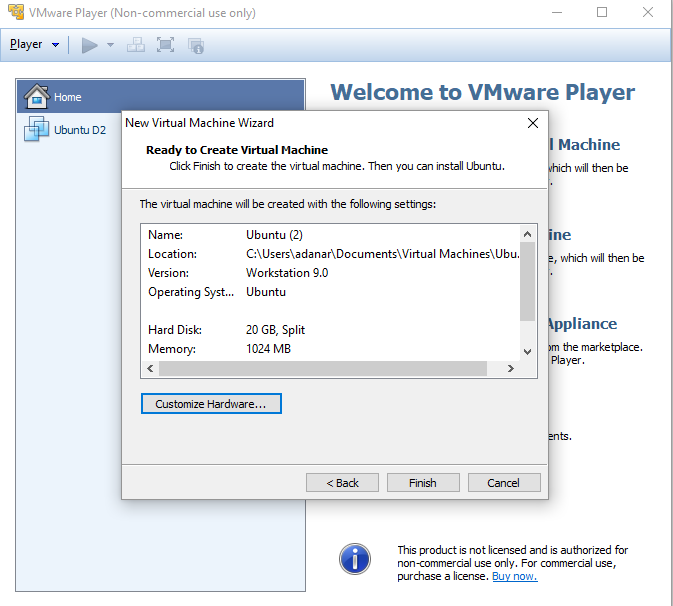 VMware Player (Non-commercial use only)
Player
Home
Ubuntu D2
Welcome to VMware Player
New Virtual Machine Wizard
Ready to Create Virtual Machine
Click Finish to create the virtual machine. Then you can install Ubuntu.
The virtual machine will be created with the following settings:
Name: Ubuntu (2)
Location: C:\Users\adanar\Documents\Virtual Machines\Ubu.
Version: Workstation 9.0
Operating Syst... Ubuntu
Hard Disk: 20 GB, Split
Memory: 1024 MB
Customize Hardware...
< Back
Finish
Cancel
l Machine
which will then be
.
ine
e, which will then be
.
Appliance
om the marketplace.
Player.
ents.
This product is not licensed and is authorized for
non-commercial use only. For commercial use,
purchase a license. Buy now.